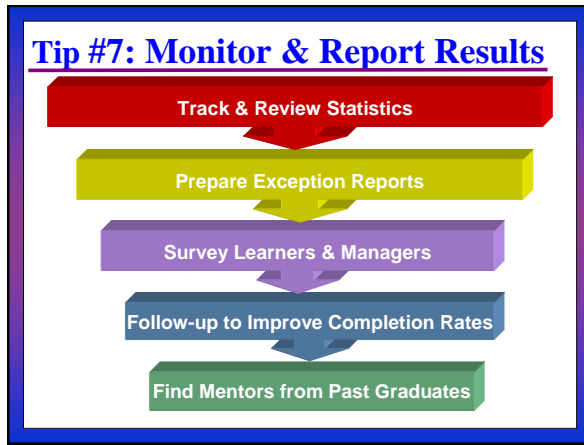 Tip #7: Monitor & Report Results
Track & Review Statistics
Prepare Exception Reports
Survey Learners & Managers
Follow-up to Improve Completion Rates
Find Mentors from Past Graduates